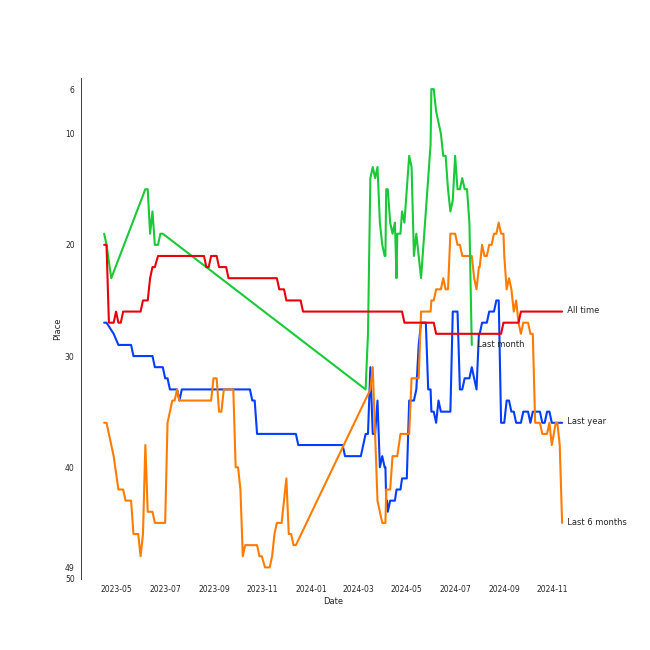 6
10
20
30
40
49
50
Place
2023-05
2023-07
2023-09
2023-11
2024-01
2024-03
2024-05
2024-07
2024-09
2024-11
Date
All time
Last month
Last year
Last 6 months